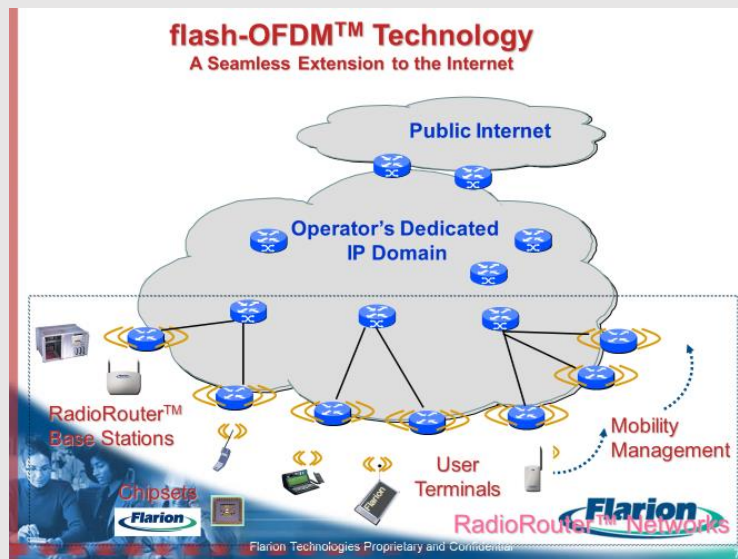 flash-OFDM™ Technology
A Seamless Extension to the Internet
Public Internet
Operator's Dedicated
IP Domain
RadioRouter™
Base Stations
Mobility
Management
User
Terminals
Chipsets
Flarion
Flarion
Flarion
RadioRouter™ Networks
Flarion Technologies Proprietary and Confidential